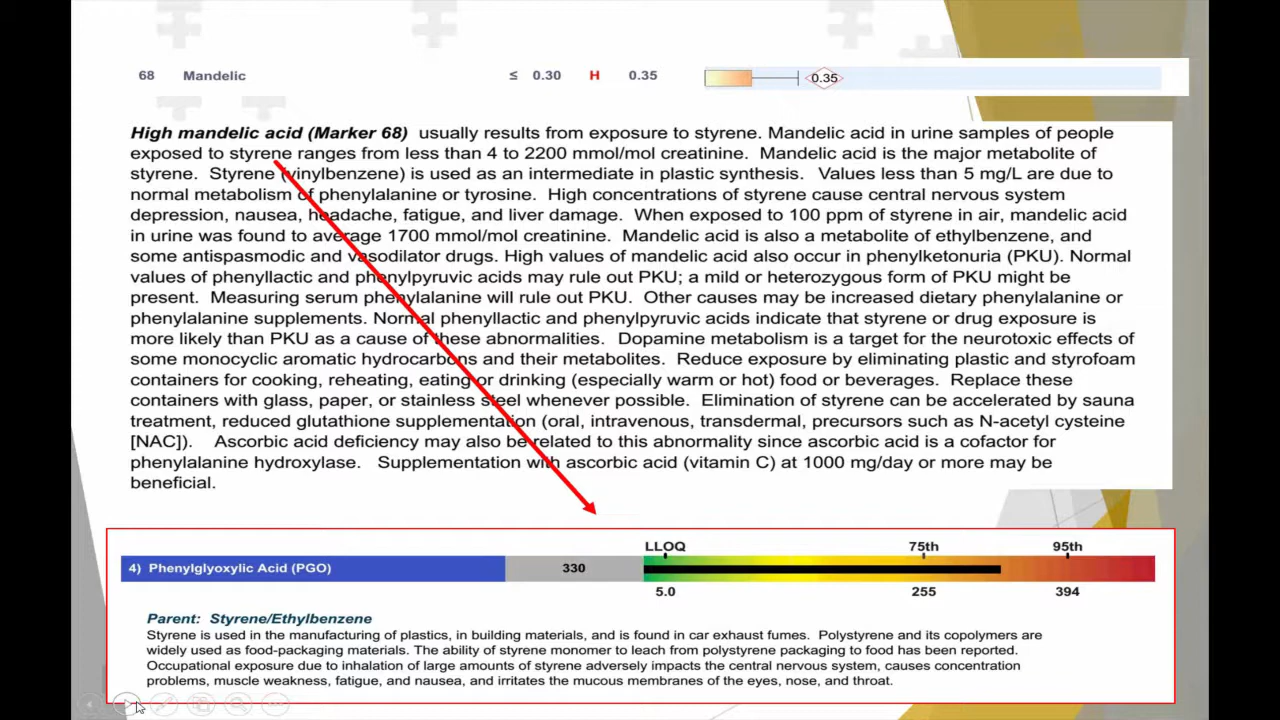 68 Mandelic ≤ 0.30 H 0.35 0.35
High mandelic acid (Marker 68) usually results from exposure to styrene. Mandelic acid in urine samples of people
exposed to styrene ranges from less than 4 to 2200 mmol/mol creatinine. Mandelic acid is the major metabolite of
styrene. Styrene (vinylbenzene) is used as an intermediate in plastic synthesis. Values less than 5 mg/L are due to
normal metabolism of phenylalanine or tyrosine. High concentrations of styrene cause central nervous system
depression, nausea, headache, fatigue, and liver damage. When exposed to 100 ppm of styrene in air, mandelic acid
in urine was found to average 1700 mmol/mol creatinine. Mandelic acid is also a metabolite of ethylbenzene, and
some antispasmodic and vasodilator drugs. High values of mandelic acid also occur in phenylketonuria (PKU). Normal
values of phenyllactic and phenylpyruvic acids may rule out PKU; a mild or heterozygous form of PKU might be
present. Measuring serum phenylalanine will rule out PKU. Other causes may be increased dietary phenylalanine or
phenylalanine supplements. Normal phenyllactic and phenylpyruvic acids indicate that styrene or drug exposure is
more likely than PKU as a cause of these abnormalities. Dopamine metabolism is a target for the neurotoxic effects of
some monocyclic aromatic hydrocarbons and their metabolites. Reduce exposure by eliminating plastic and styrofoam
containers for cooking, reheating, eating or drinking (especially warm or hot) food or beverages. Replace these
containers with glass, paper, or stainless steel whenever possible. Elimination of styrene can be accelerated by sauna
treatment, reduced glutathione supplementation (oral, intravenous, transdermal, precursors such as N-acetyl cysteine
[NAC]). Ascorbic acid deficiency may also be related to this abnormality since ascorbic acid is a cofactor for
phenylalanine hydroxylase. Supplementation with ascorbic acid (vitamin C) at 1000 mg/day or more may be
beneficial.
LLOQ 75th 95th
4) Phenylglyoxylic Acid (PGO) 330
5.0 255 394
Parent: Styrene/Ethylbenzene
Styrene is used in the manufacturing of plastics, in building materials, and is found in car exhaust fumes. Polystyrene and its copolymers are
widely used as food-packaging materials. The ability of styrene monomer to leach from polystyrene packaging to food has been reported.
Occupational exposure due to inhalation of large amounts of styrene adversely impacts the central nervous system, causes concentration
problems, muscle weakness, fatigue, and nausea, and irritates the mucous membranes of the eyes, nose, and throat.